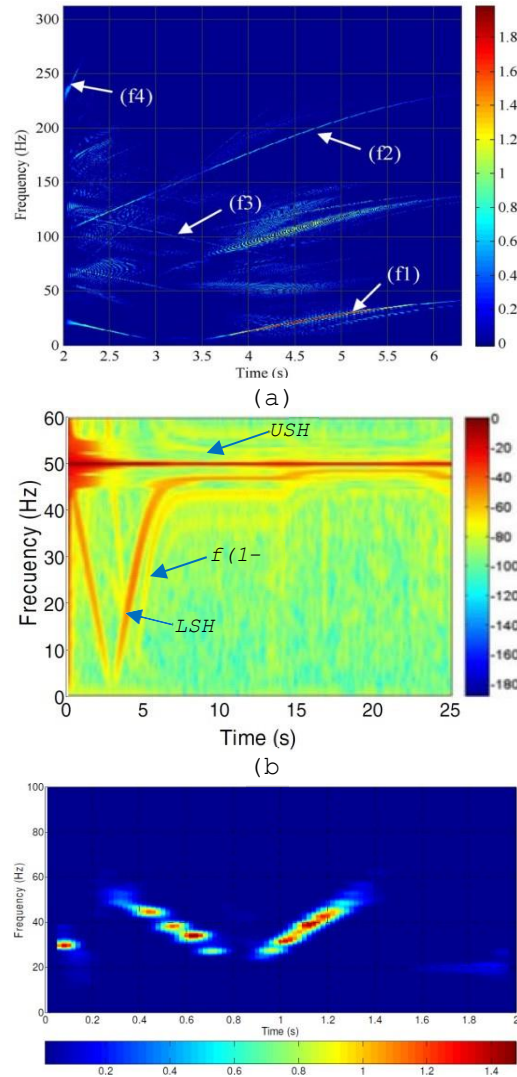 300
250
200
150
100
50
0
Frequency (Hz)
(f4)
(f2)
(f3)
(f1)
2 2.5 3 3.5 4 4.5 5 5.5 6
Time (s)
1.8
1.6
1.4
1.2
1
0.8
0.6
0.4
0.2
0
(a)
60
50
40
30
20
10
0
Frecuency (Hz)
USH
f(1-
LSH
0 5 10 15 20 25
Time (s)
0
-20
-40
-60
-80
-100
-120
-140
-160
-180
(b
100
80
60
40
20
0
Frequency (Hz)
0 0.2 0.4 0.6 0.8 1 1.2 1.4 1.6 1.8 2
Time (s)
0.2 0.4 0.6 0.8 1 1.2 1.4